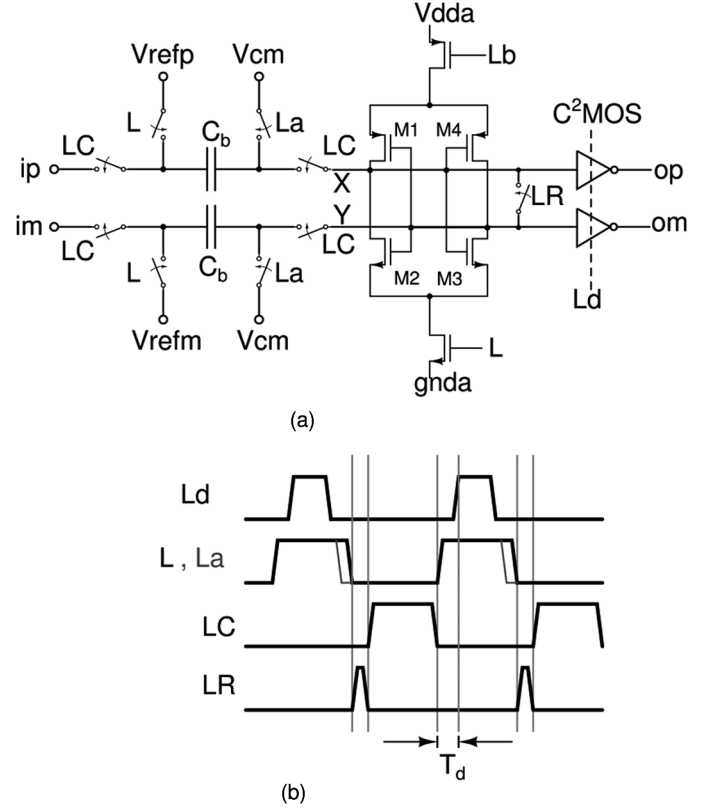 Vdda
Vrefp Vcm Lb
C²MOS
L Cb La M1 M4
LC LC
ip X op
Y LR
im om
LC LC
L Cb La M2 M3
Ld
Vrefm Vcm L
gnda
(a)
Ld
L , La
LC
LR
Td
(b)